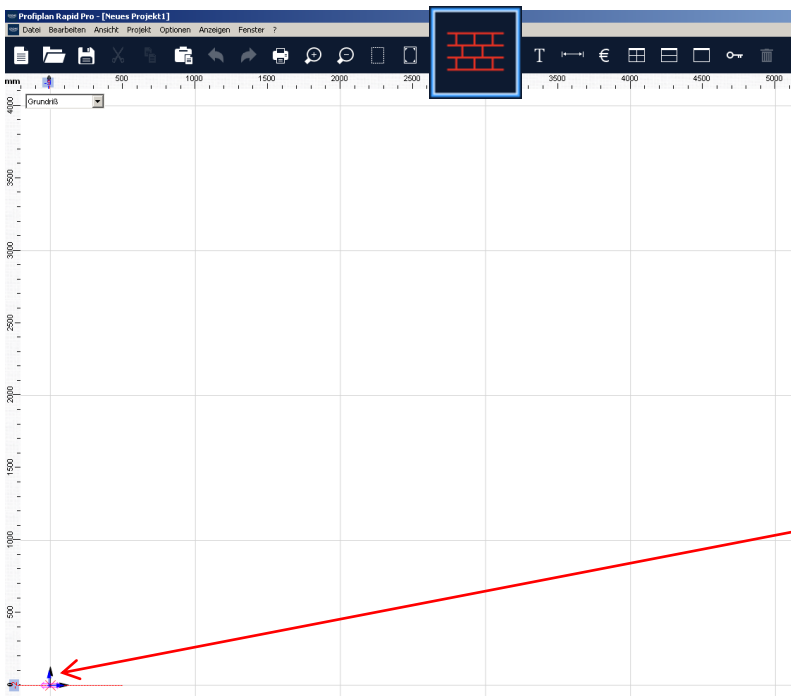 Profiplan Rapid Pro - [Neues Projekt1]
Datei Bearbeiten Ansicht Projekt Optionen Anzeigen Fenster ?
T €
mm 0 500 1000 1500 2000 2500 3500 4000 4500 5000
Grundriß
4000
3500
3000
2500
2000
1500
1000
500